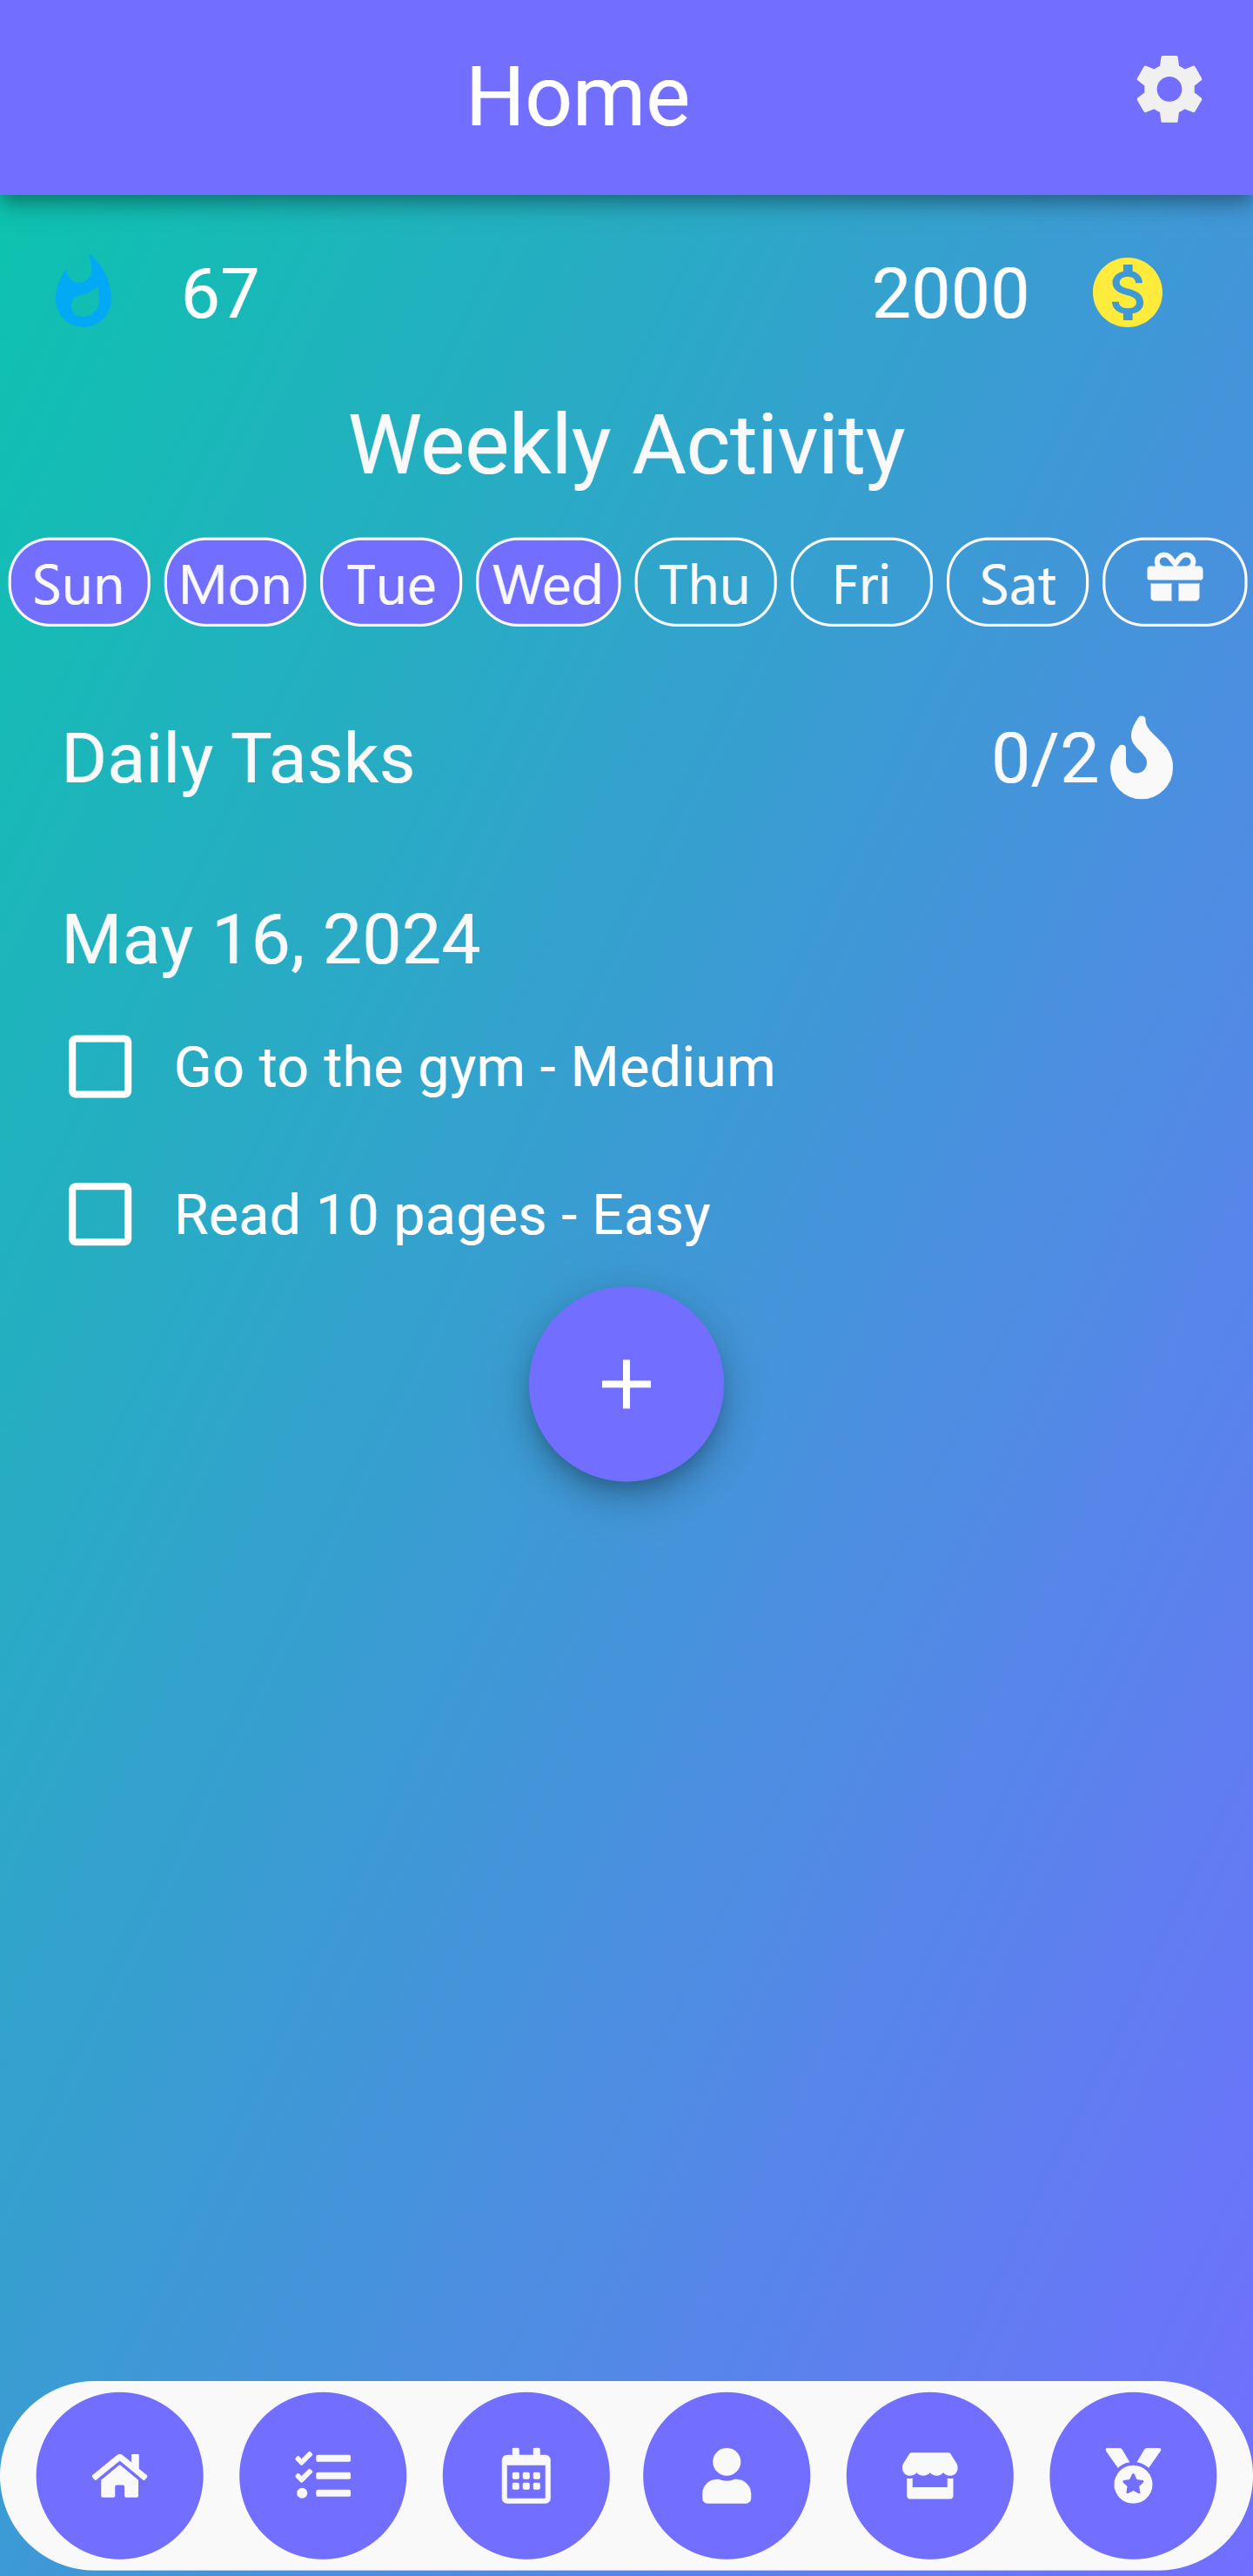 Home
67 2000
Weekly Activity
Sun Mon Tue Wed Thu Fri Sat
Daily Tasks 0/2
May 16, 2024
Go to the gym - Medium
Read 10 pages - Easy